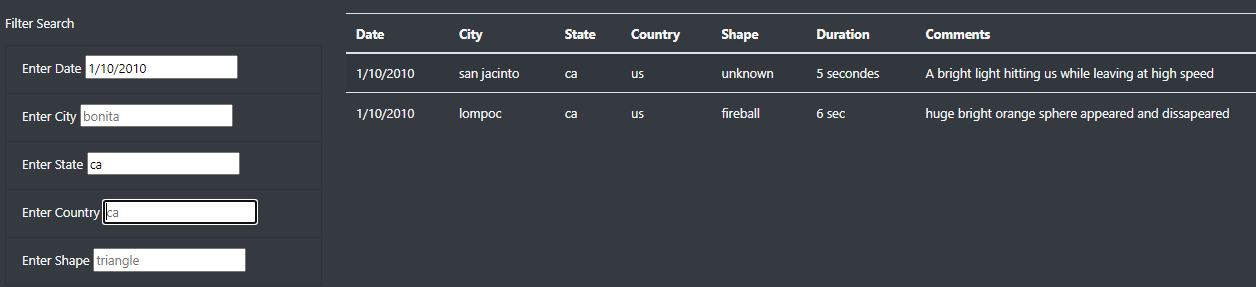 Filter Search
Enter Date 1/10/2010
Enter City bonita
Enter State ca
Enter Country ca
Enter Shape triangle
Date City State Country Shape Duration Comments
1/10/2010 san jacinto ca us unknown 5 secondes A bright light hitting us while leaving at high speed
1/10/2010 lompoc ca us fireball 6 sec huge bright orange sphere appeared and dissapeared